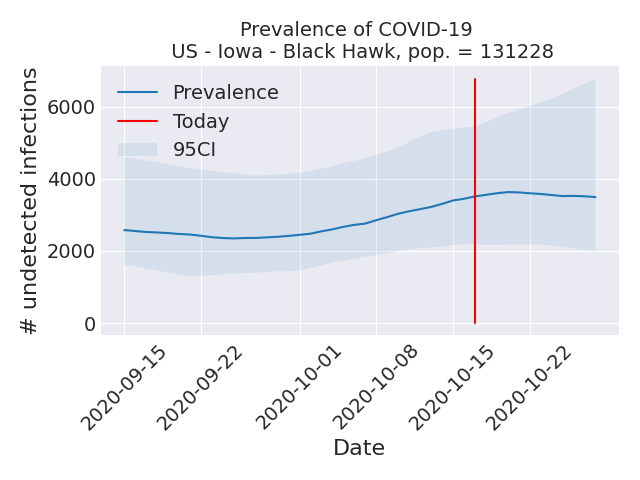 Prevalence of COVID-19
US - Iowa - Black Hawk, pop. = 131228
# undetected infections
6000
4000
2000
0
Prevalence
Today
95CI
2020-09-15
2020-09-22
2020-10-01
2020-10-08
2020-10-15
2020-10-22
Date